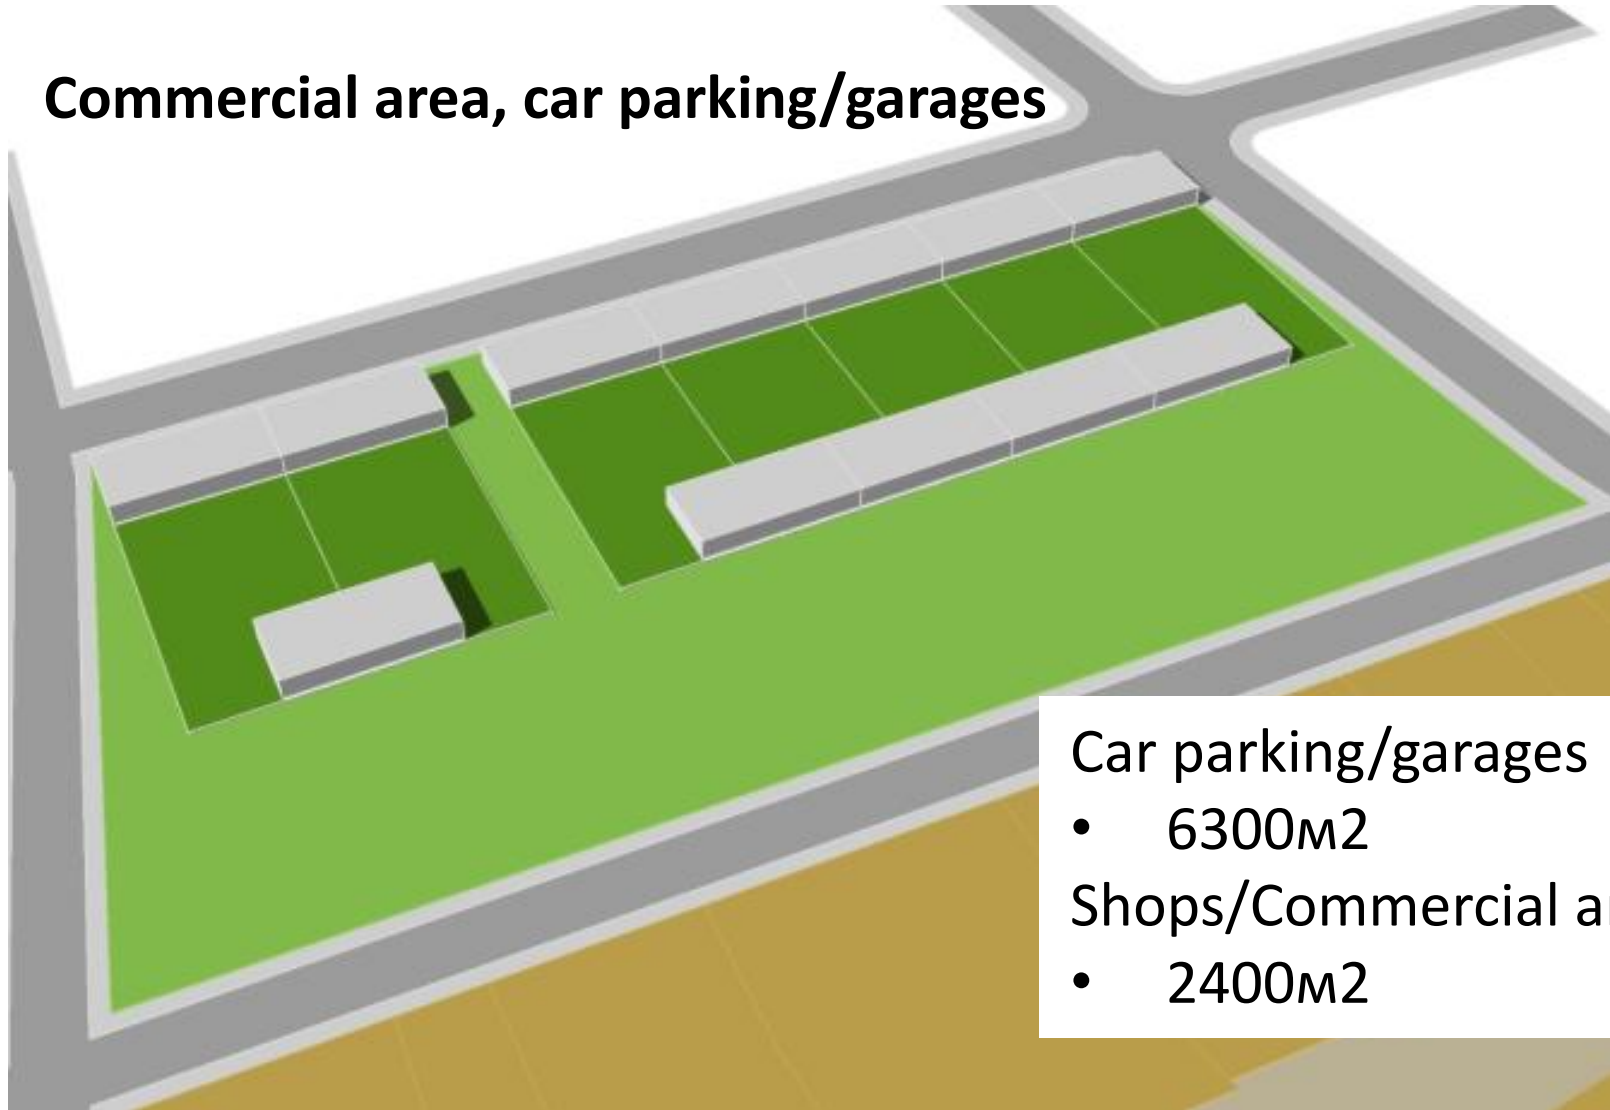 Commercial area, car parking/garages
Car parking/garages
• 6300м2
Shops/Commercial
• 2400м2